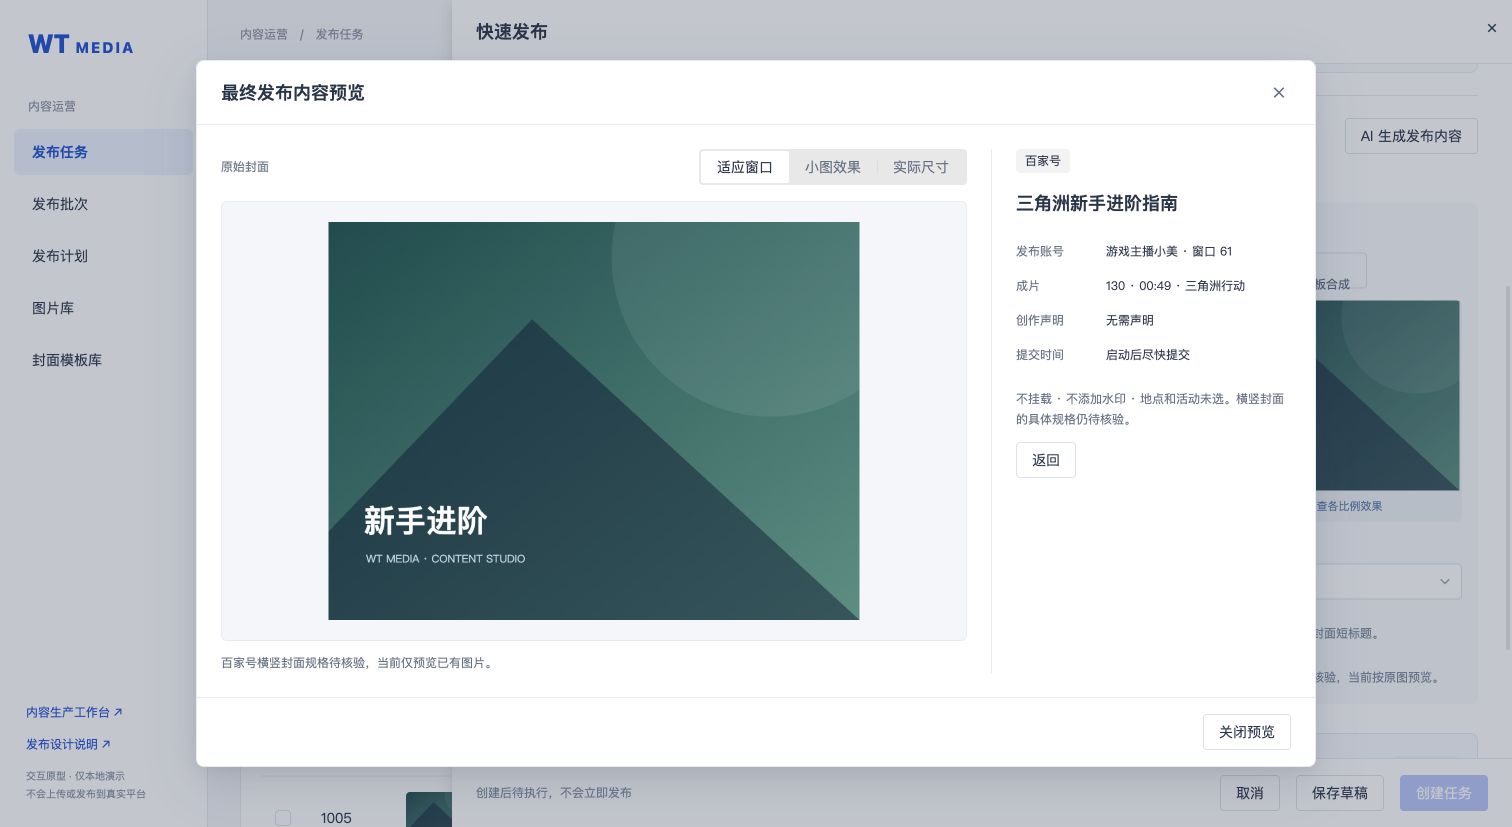 WT MEDIA
内容运营
发布任务
发布批次
发布计划
图片库
封面模板库
内容生产工作台
发布设计说明
交互原型 · 仅本地演示
不会上传或发布到真实平台
内容运营 / 发布任务
快速发布
AI 生成发布内容
最终发布内容预览
原始封面
适应窗口 小图效果 实际尺寸
新手进阶
WT MEDIA · CONTENT STUDIO
百家号横竖封面规格待核验，当前仅预览已有图片。
百家号
三角洲新手进阶指南
发布账号 游戏主播小美 · 窗口 61
成片 130 · 00:49 · 三角洲行动
创作声明 无需声明
提交时间 启动后尽快提交
不挂载 · 不添加水印 · 地点和活动未选。横竖封面
的具体规格仍待核验。
返回
关闭预览
板合成
查各比例效果
封面短标题。
核验，当前按原图预览。
1005
创建后待执行，不会立即发布
取消 保存草稿 创建任务